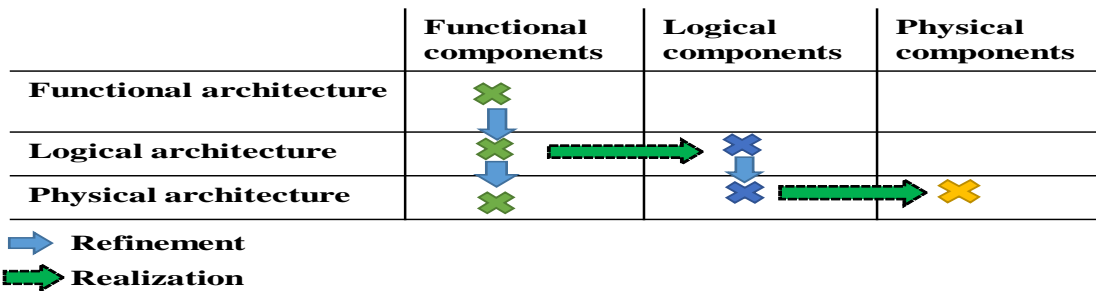 Functional components
Logical components
Physical components
Functional architecture
Logical architecture
Physical architecture
Refinement
Realization